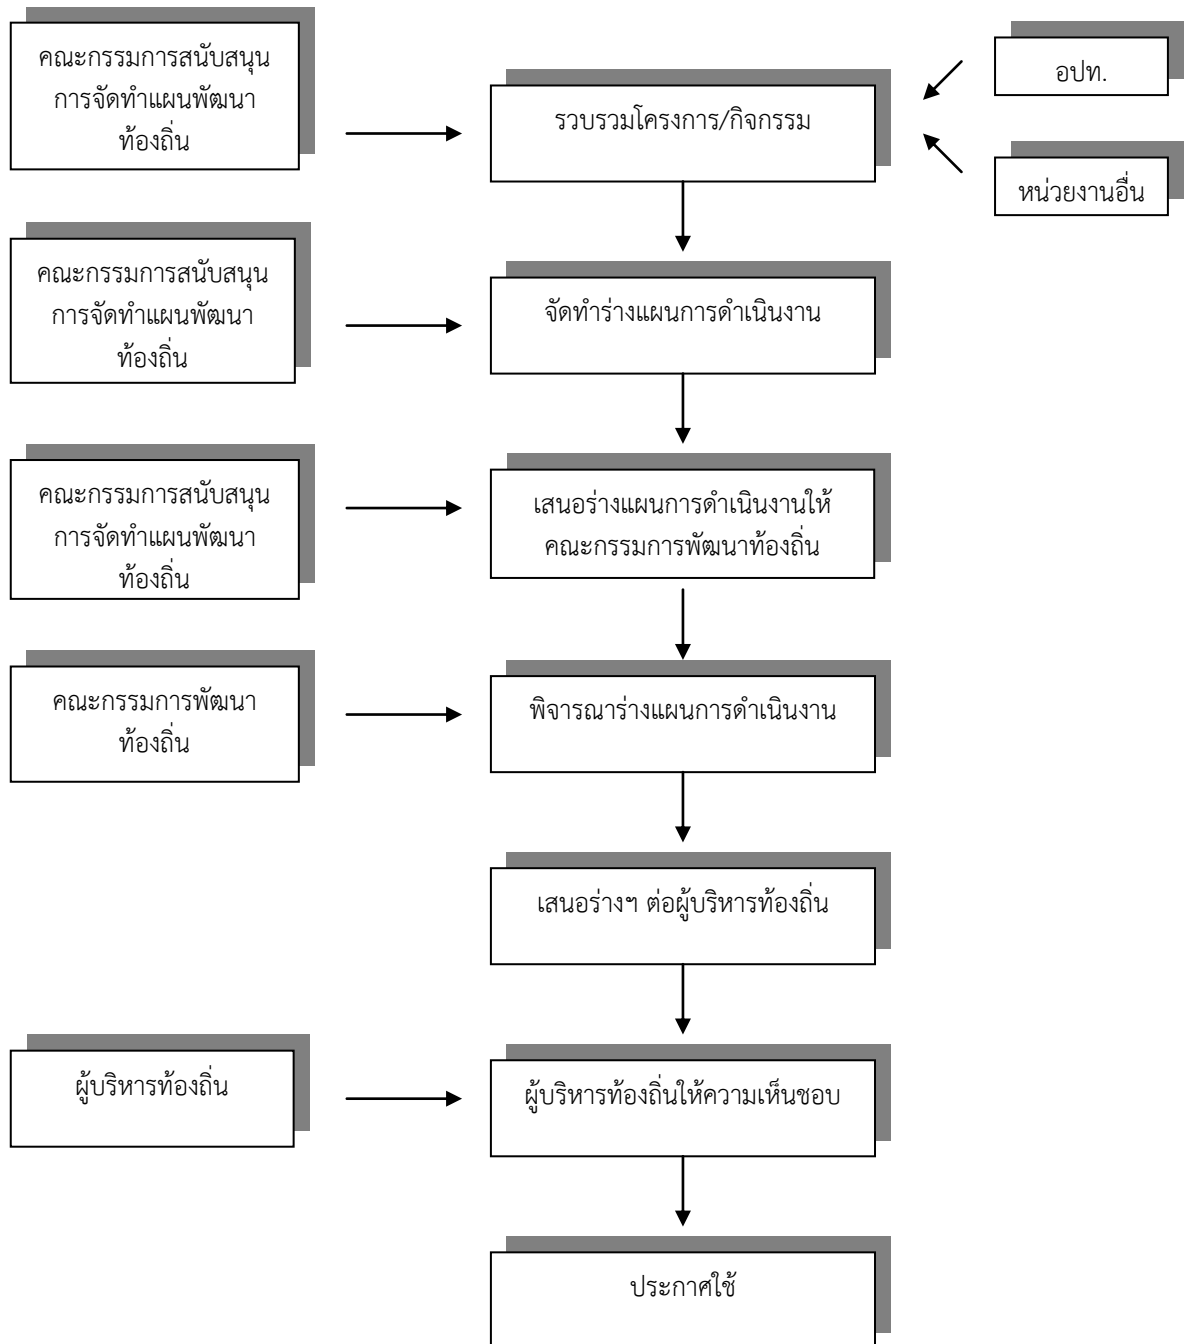 คณะกรรมการสนับสนุน
การจัดทำแผนพัฒนา
ท้องถิ่น
รวบรวมโครงการ/กิจกรรม
อปท.
หน่วยงานอื่น
คณะกรรมการสนับสนุน
การจัดทำแผนพัฒนา
ท้องถิ่น
จัดทำร่างแผนการดำเนินงาน
คณะกรรมการสนับสนุน
การจัดทำแผนพัฒนา
ท้องถิ่น
เสนอร่างแผนการดำเนินงานให้
คณะกรรมการพัฒนาท้องถิ่น
คณะกรรมการพัฒนา
ท้องถิ่น
พิจารณาร่างแผนการดำเนินงาน
เสนอร่างฯ ต่อผู้บริหารท้องถิ่น
ผู้บริหารท้องถิ่น
ผู้บริหารท้องถิ่นให้ความเห็นชอบ
ประกาศใช้